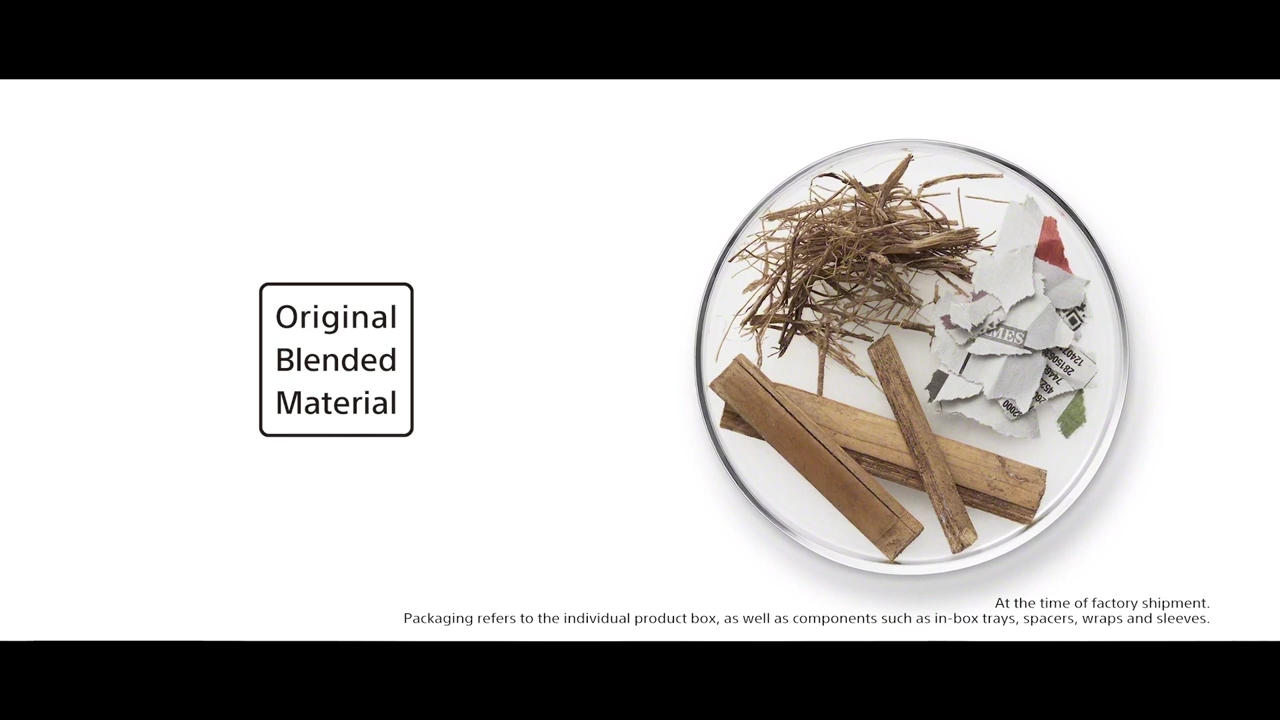 Original
Blended
Material
At the time of factory shipment.
Packaging refers to the individual product box, as well as components such as in-box trays, spacers, wraps and sleeves.